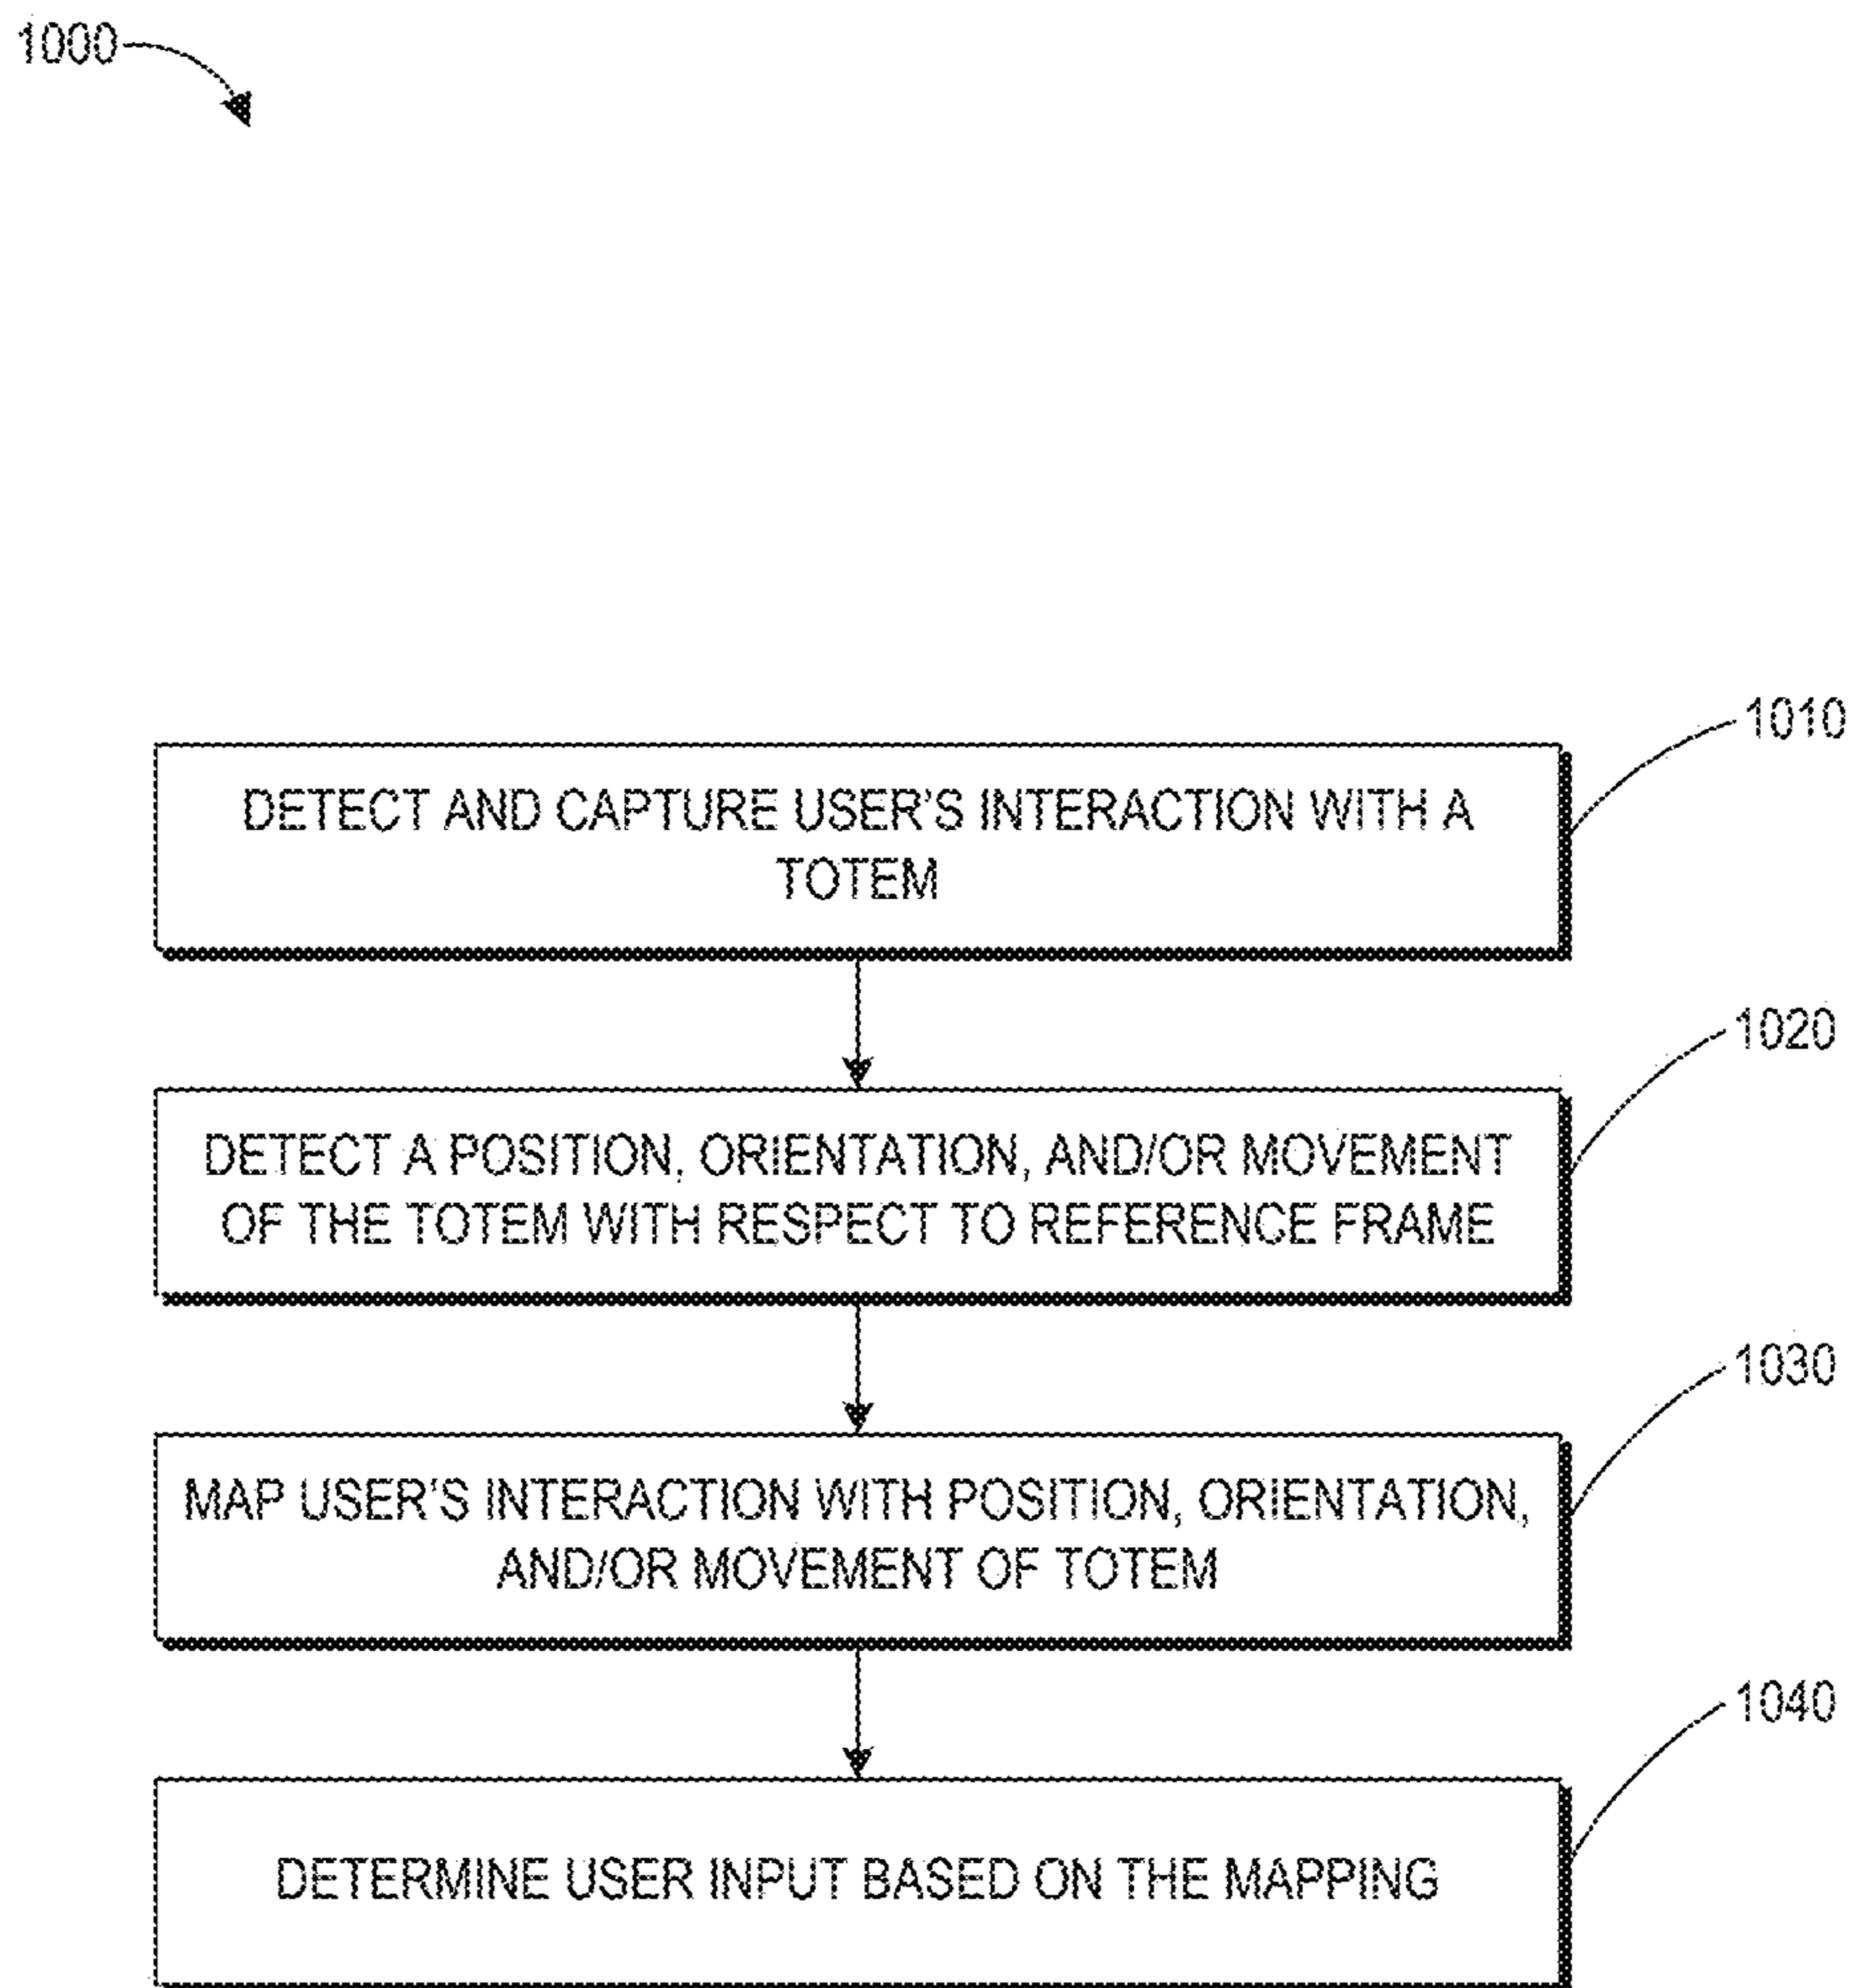 1000
1010
DETECT AND CAPTURE USER'S INTERACTION WITH A
TOTEM
1020
DETECT A POSITION, ORIENTATION, AND/OR MOVEMENT
OF THE TOTEM WITH RESPECT TO REFERENCE FRAME
1030
MAP USER'S INTERACTION WITH POSITION, ORIENTATION,
AND/OR MOVEMENT OF TOTEM
1040
DETERMINE USER INPUT BASED ON THE MAPPING